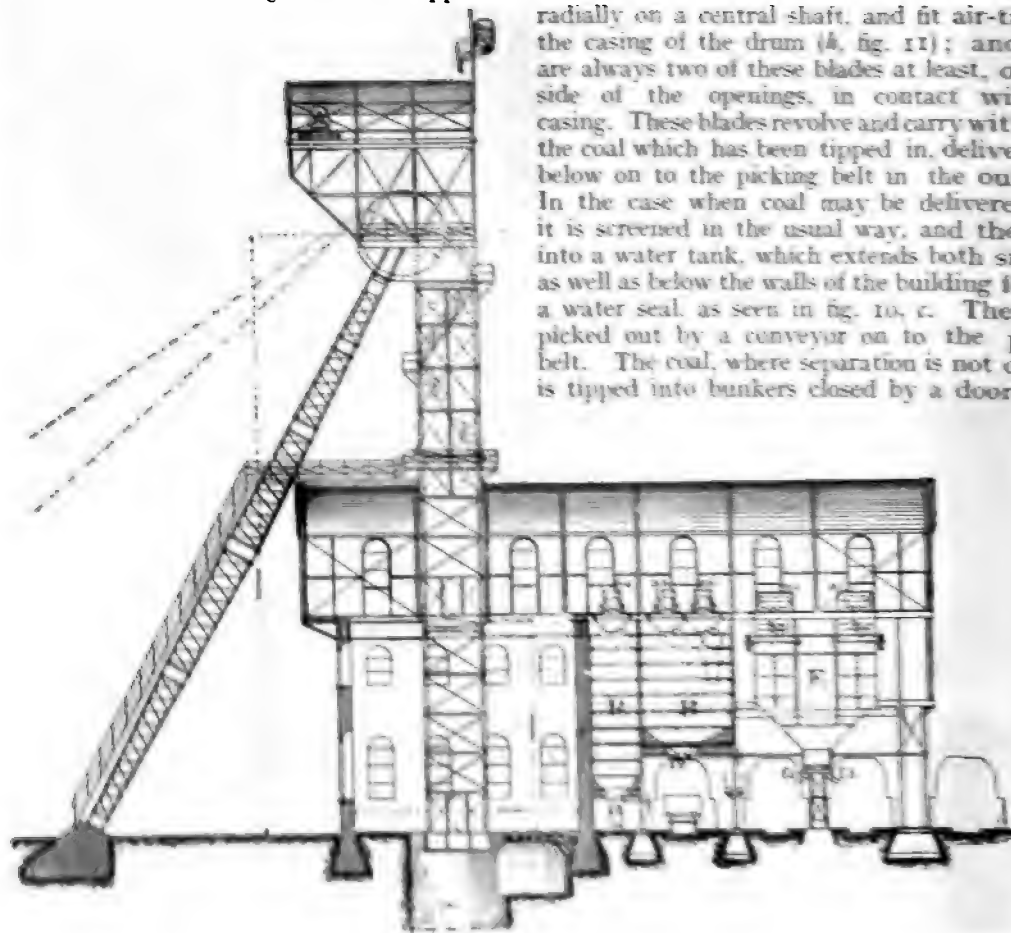 radially on a central shaft, and fit air-t
the casing of the drum (k, fig. 11); and
are always two of these blades at least, o
side of the openings, in contact wi
casing. These blades revolve and carry with
the coal which has been tipped in, delive
below on to the picking belt in the ou
In the case when coal may be delivere
it is screened in the usual way, and the
into a water tank, which extends both s
as well as below the walls of the building f
a water seal, as seen in fig. 10, c. The
picked out by a conveyor on to the p
belt. The coal, where separation is not d
is tipped into bunkers closed by a door
F